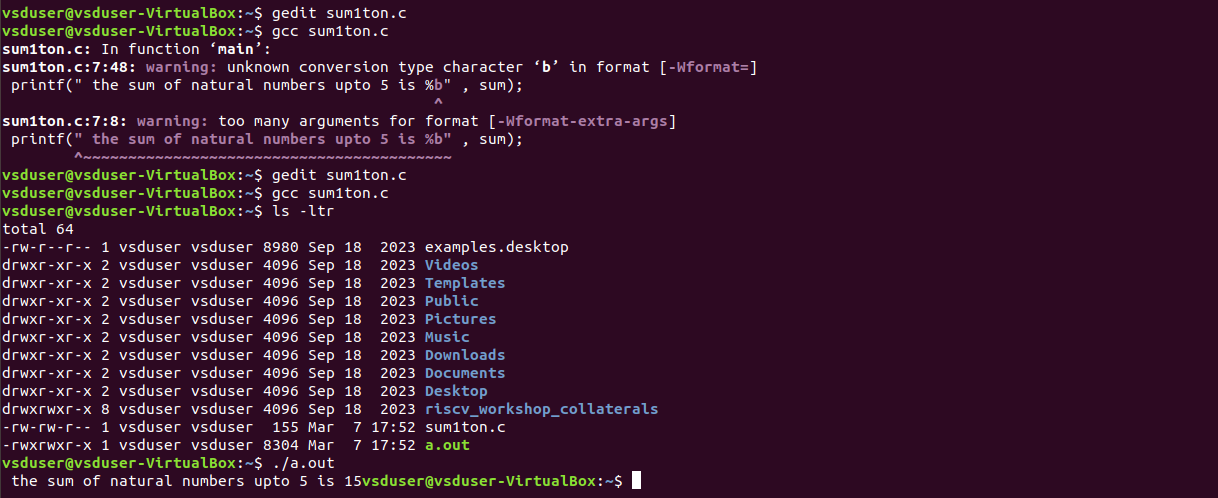 vsduser@vsduser-VirtualBox:~$ gedit sum1ton.c
vsduser@vsduser-VirtualBox:~$ gcc sum1ton.c
sum1ton.c: In function ‘main’:
sum1ton.c:7:48: warning: unknown conversion type character ‘b’ in format [-Wformat=]
 printf(" the sum of natural numbers upto 5 is %b" , sum);
                                                ^
sum1ton.c:7:8: warning: too many arguments for format [-Wformat-extra-args]
 printf(" the sum of natural numbers upto 5 is %b" , sum);
        ^~~~~~~~~~~~~~~~~~~~~~~~~~~~~~~~~~~~~~~~~~
vsduser@vsduser-VirtualBox:~$ gedit sum1ton.c
vsduser@vsduser-VirtualBox:~$ gcc sum1ton.c
vsduser@vsduser-VirtualBox:~$ ls -ltr
total 64
-rw-r--r-- 1 vsduser vsduser 8980 Sep 18  2023 examples.desktop
drwxr-xr-x 2 vsduser vsduser 4096 Sep 18  2023 Videos
drwxr-xr-x 2 vsduser vsduser 4096 Sep 18  2023 Templates
drwxr-xr-x 2 vsduser vsduser 4096 Sep 18  2023 Public
drwxr-xr-x 2 vsduser vsduser 4096 Sep 18  2023 Pictures
drwxr-xr-x 2 vsduser vsduser 4096 Sep 18  2023 Music
drwxr-xr-x 2 vsduser vsduser 4096 Sep 18  2023 Downloads
drwxr-xr-x 2 vsduser vsduser 4096 Sep 18  2023 Documents
drwxr-xr-x 2 vsduser vsduser 4096 Sep 18  2023 Desktop
drwxrwxr-x 8 vsduser vsduser 4096 Sep 18  2023 riscv_workshop_collaterals
-rw-rw-r-- 1 vsduser vsduser  155 Mar  7 17:52 sum1ton.c
-rwxrwxr-x 1 vsduser vsduser 8304 Mar  7 17:52 a.out
vsduser@vsduser-VirtualBox:~$ ./a.out
 the sum of natural numbers upto 5 is 15vsduser@vsduser-VirtualBox:~$